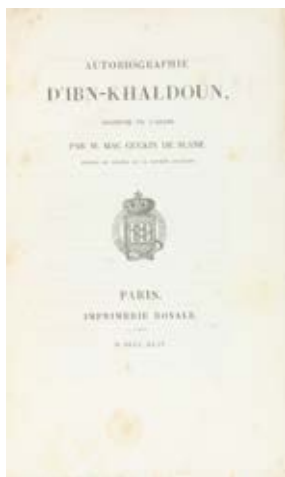 AUTOBIOGRAPHIE
D'IBN-KHALDOUN,
TRADUITE DE L'ARABE
PAR M. MAC GUCKIN DE SLANE,
PARIS.
IMPRIMERIE ROYALE